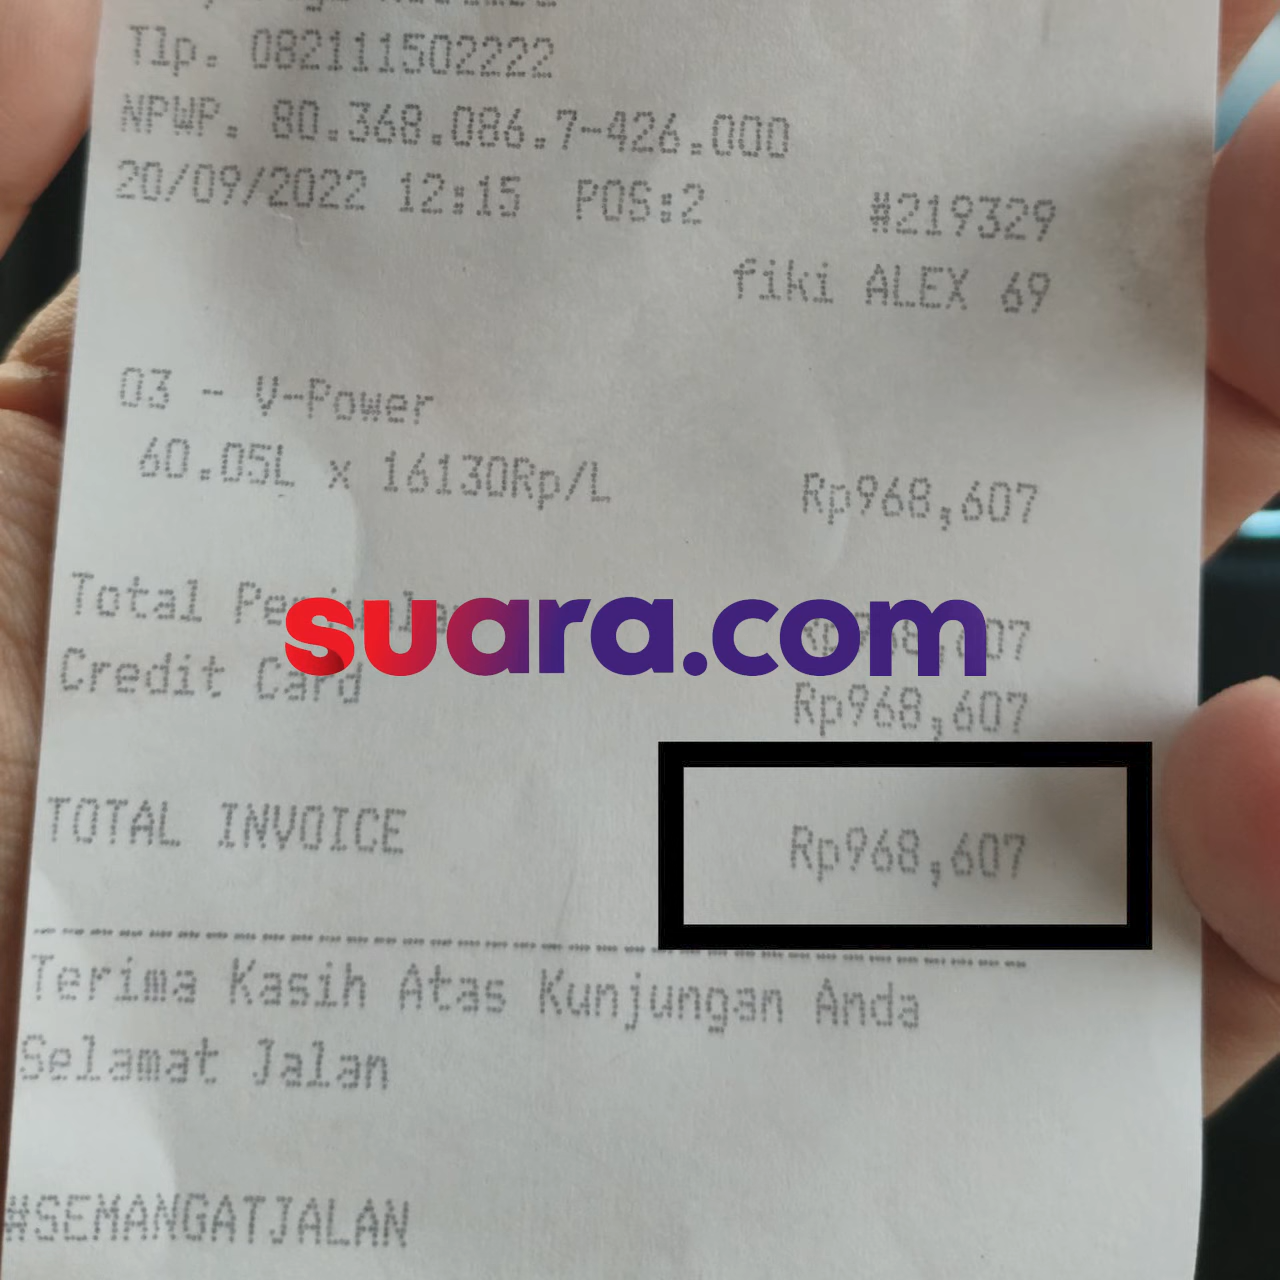 Tlp. 082111502222
NPWP. 80.368.086.7-426.000
20/09/2022 12:15 POS:2 #219329
fiki ALEX 69
03 - V-Power
60.05L x 16130Rp/L Rp968,607
Total
suara.com
Credit Card Rp968,607
TOTAL INVOICE Rp968,607
Terima Kasih Atas Kunjungan Anda
Selamat Jalan
#SEMANGATJALAN